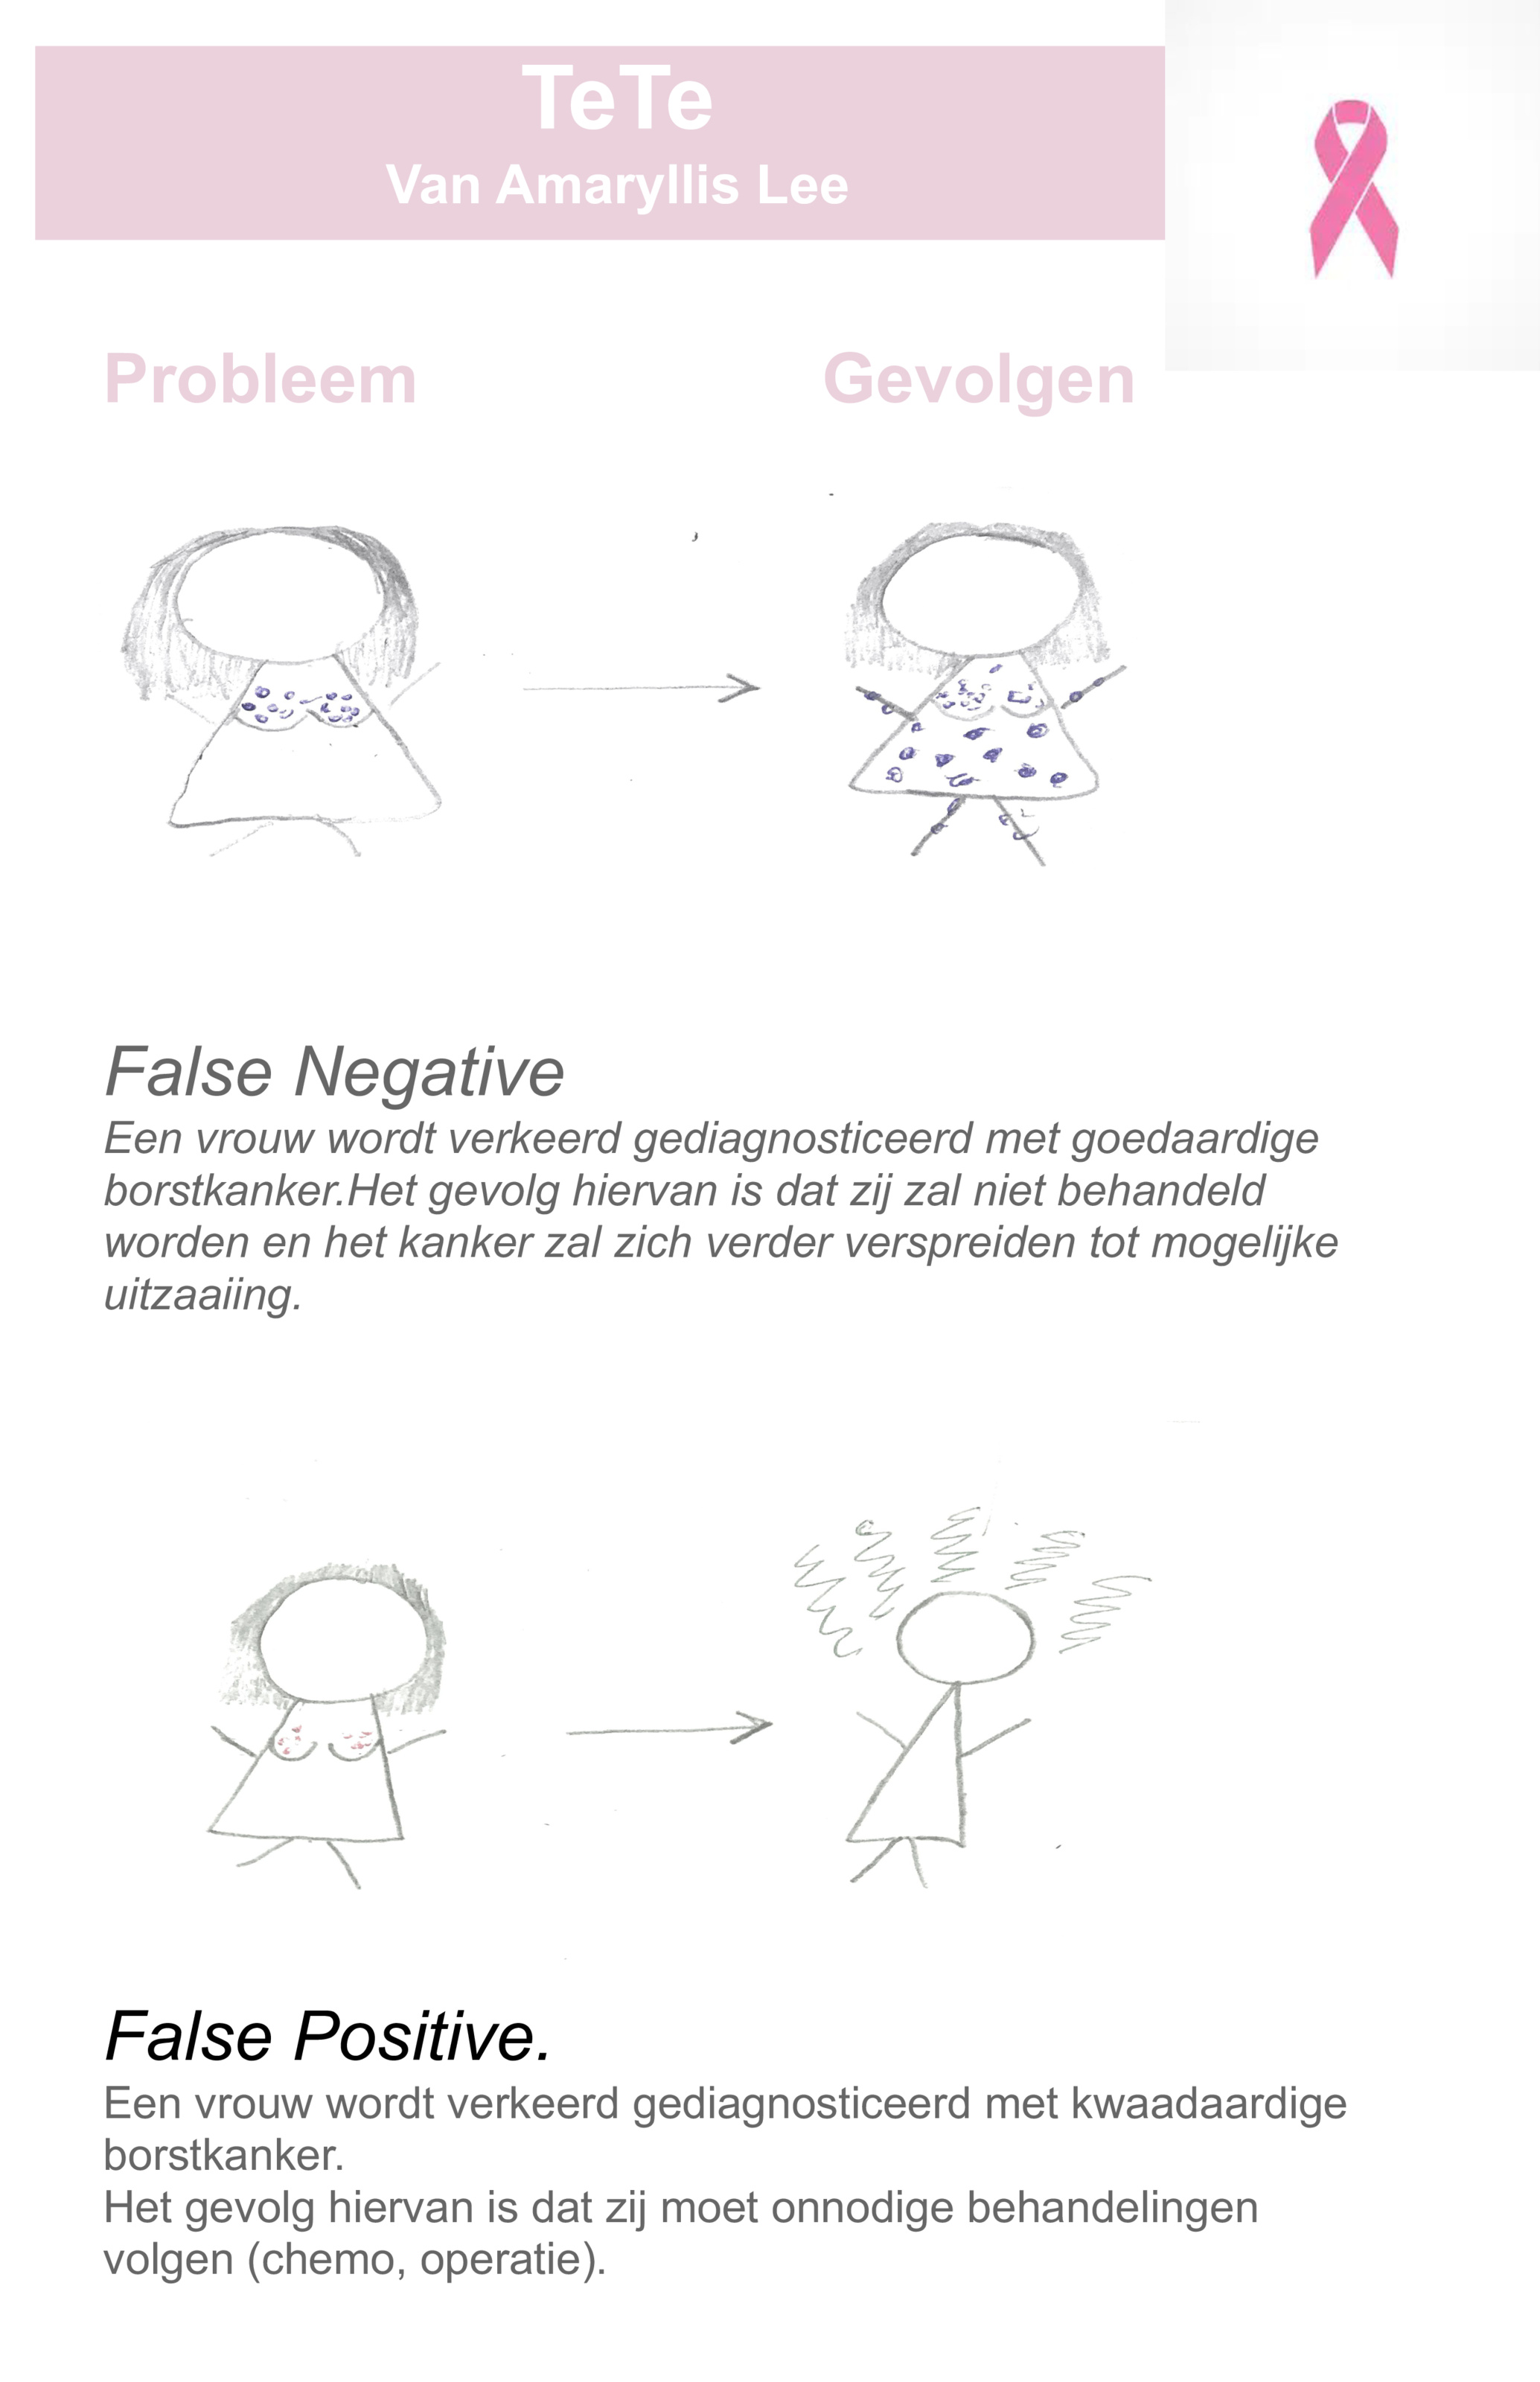 TeTe
Van Amaryllis Lee
Probleem
Gevolgen
False Negative
Een vrouw wordt verkeerd gediagnosticeerd met goedaardige
borstkanker.Het gevolg hiervan is dat zij zal niet behandeld
worden en het kanker zal zich verder verspreiden tot mogelijke
uitzaaiing.
False Positive.
Een vrouw wordt verkeerd gediagnosticeerd met kwaadaardige
borstkanker.
Het gevolg hiervan is dat zij moet onnodige behandelingen
volgen (chemo, operatie).